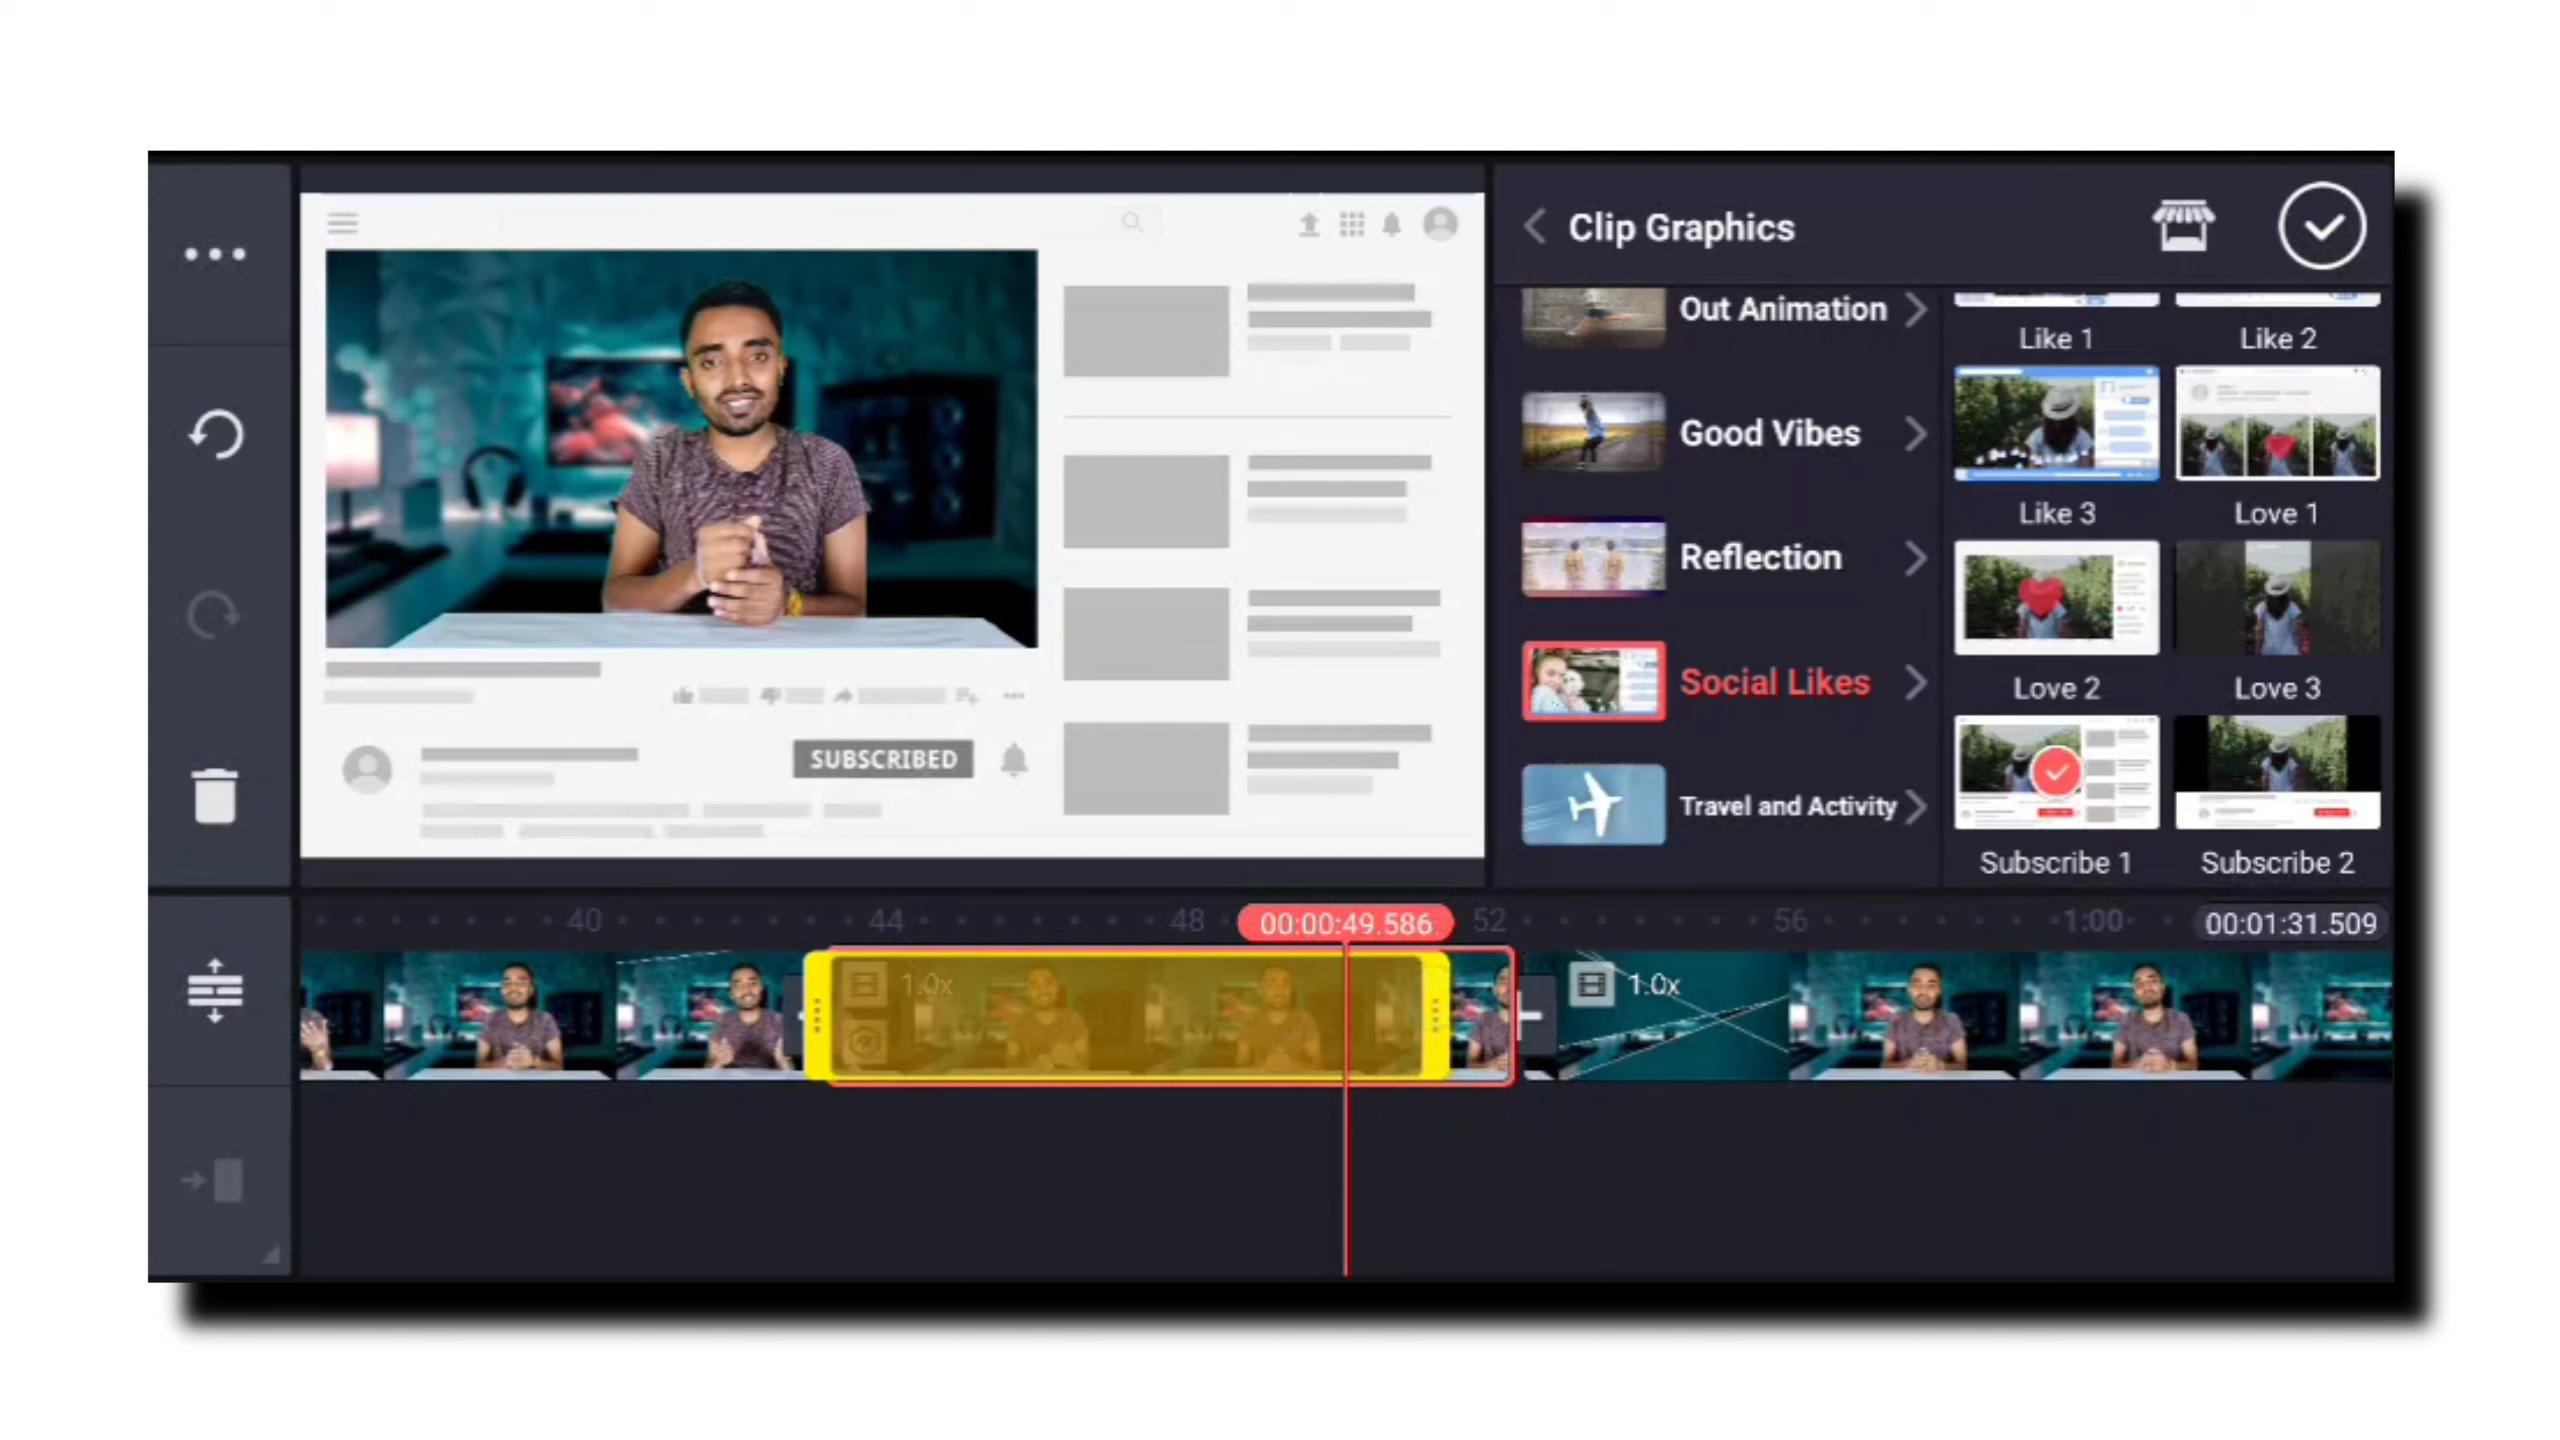 Clip Graphics
Out Animation
Good Vibes
Reflection
Social Likes
Travel and Activity
Like 1
Like 2
Like 3
Love 1
Love 2
Love 3
Subscribe 1
Subscribe 2
SUBSCRIBED
40
44
48
00:00:49.586
52
56
1:00
00:01:31.509
1.0x
1.0x